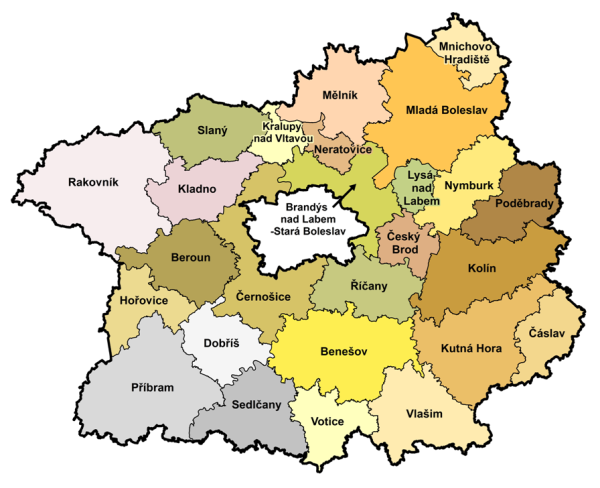 Mnichovo
Hradiště
Mělník
Mladá Boleslav
Slaný
Kralupy
nad Vltavou
Neratovice
Rakovník
Kladno
Lysá
nad
Labem
Nymburk
Poděbrady
Brandýs
nad Labem
-Stará Boleslav
Český
Brod
Beroun
Kolín
Hořovice
Černošice
Říčany
Čáslav
Dobříš
Benešov
Kutná Hora
Příbram
Sedlčany
Votice
Vlašim